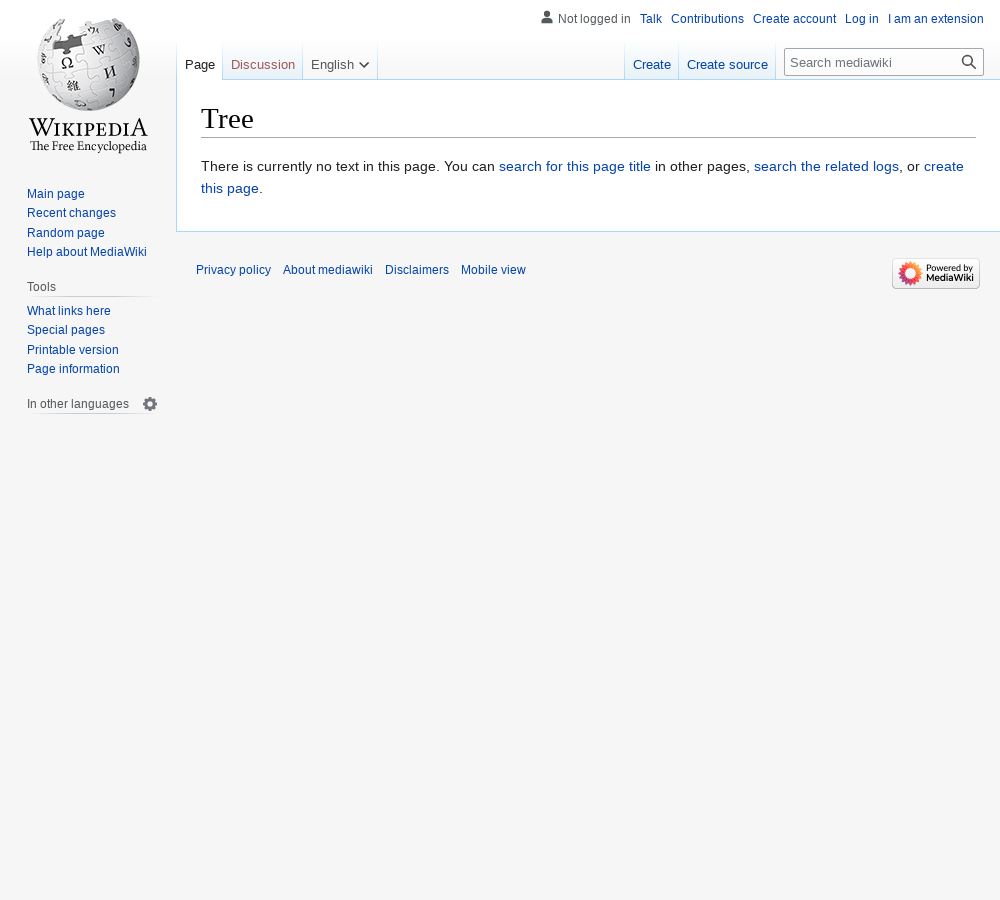 Not logged in Talk Contributions Create account Log in I am an extension
Page Discussion English Create Create source Search mediawiki
WIKIPEDIA
The Free Encyclopedia
Tree
There is currently no text in this page. You can search for this page title in other pages, search the related logs, or create
this page.
Main page
Recent changes
Random page
Help about MediaWiki
Tools
What links here
Special pages
Printable version
Page information
In other languages
Privacy policy About mediawiki Disclaimers Mobile view
Powered by
MediaWiki